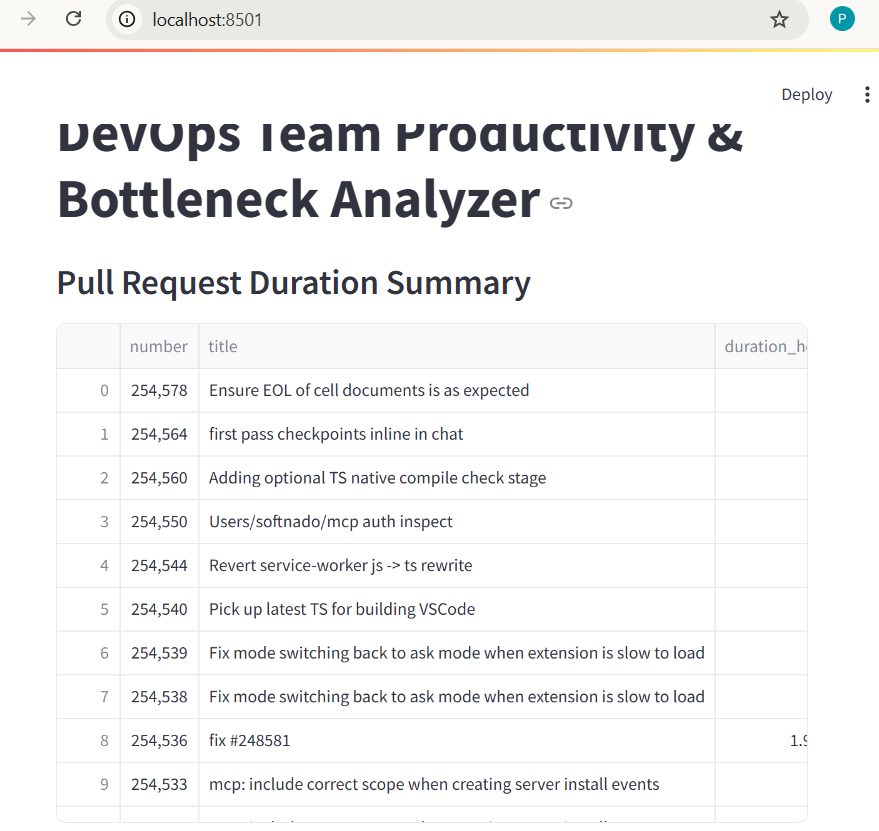 localhost:8501
P
Deploy
DevOps Team Productivity &
Bottleneck Analyzer
Pull Request Duration Summary
number title duration_h
0 254,578 Ensure EOL of cell documents is as expected
1 254,564 first pass checkpoints inline in chat
2 254,560 Adding optional TS native compile check stage
3 254,550 Users/softnado/mcp auth inspect
4 254,544 Revert service-worker js -> ts rewrite
5 254,540 Pick up latest TS for building VSCode
6 254,539 Fix mode switching back to ask mode when extension is slow to load
7 254,538 Fix mode switching back to ask mode when extension is slow to load
8 254,536 fix #248581 1.9
9 254,533 mcp: include correct scope when creating server install events